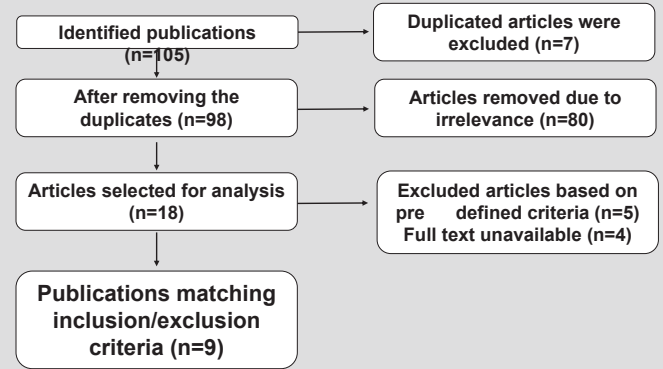 Identified publications
(n=105)
Duplicated articles were
excluded (n=7)
After removing the
duplicates (n=98)
Articles removed due to
irrelevance (n=80)
Articles selected for analysis
(n=18)
Excluded articles based on
pre defined criteria (n=5)
Full text unavailable (n=4)
Publications matching
inclusion/exclusion
criteria (n=9)